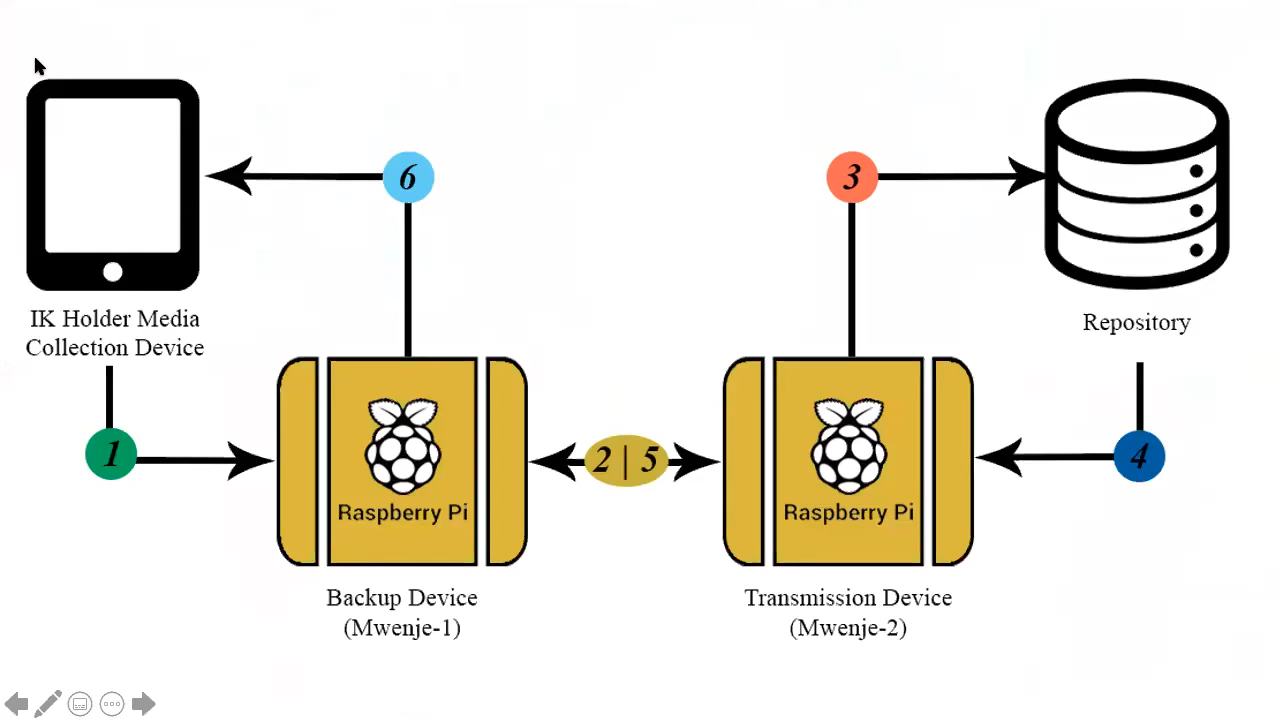 6
3
IK Holder Media
Collection Device
Repository
1
2 | 5
4
Raspberry Pi
Raspberry Pi
Backup Device
(Mwenje-1)
Transmission Device
(Mwenje-2)